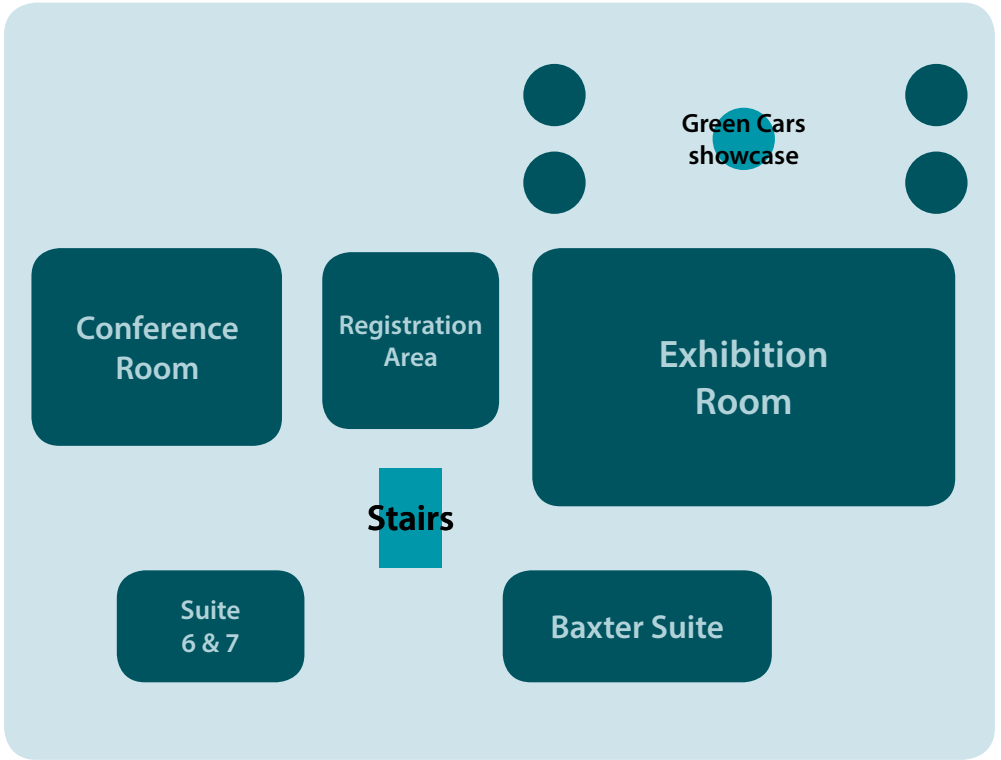 Green Cars
showcase
Conference
Room
Registration
Area
Exhibition
Room
Stairs
Suite
6 & 7
Baxter Suite